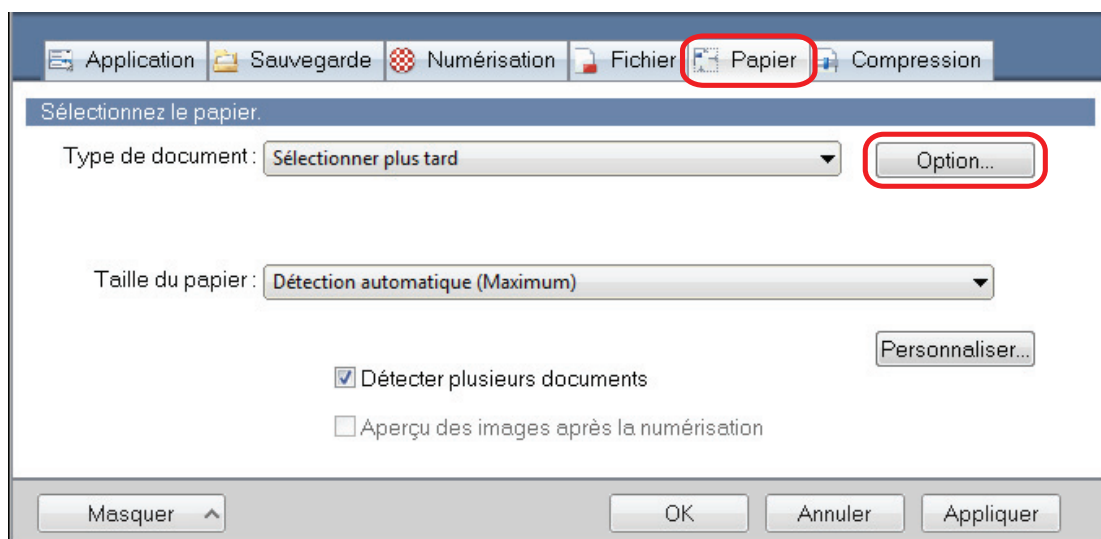 Application Sauvegarde Numérisation Fichier Papier Compression
Sélectionnez le papier.
Type de document : Sélectionner plus tard Option...
Taille du papier : Détection automatique (Maximum)
Personnaliser...
Détecter plusieurs documents
Aperçu des images après la numérisation
Masquer OK Annuler Appliquer